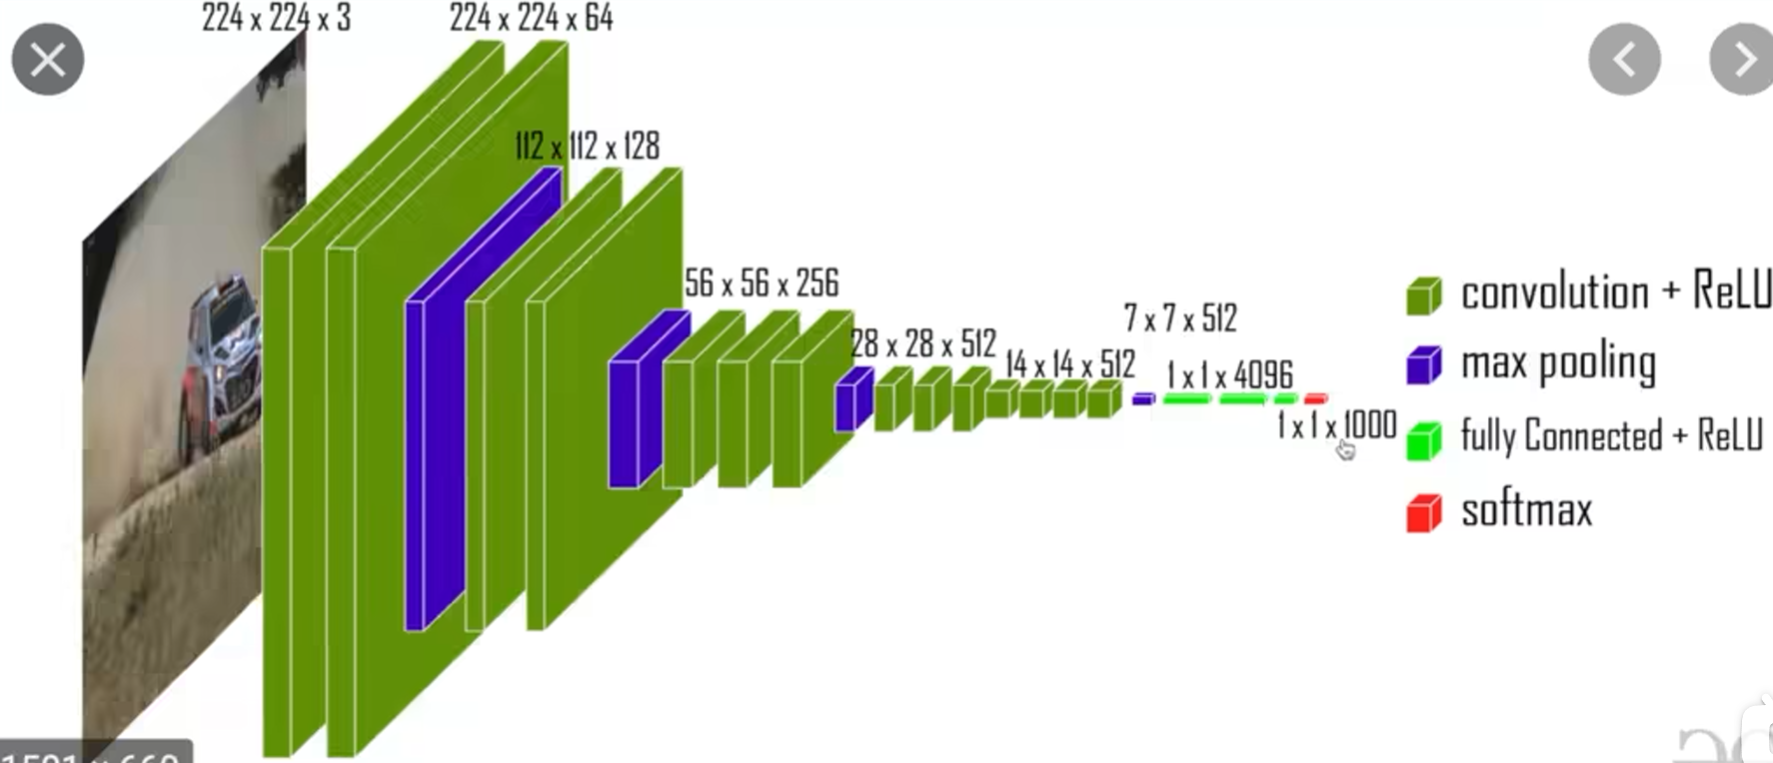 224 x 224 x 3
224 x 224 x 64
112 x 112 x 128
56 x 56 x 256
28 x 28 x 512
14 x 14 x 512
7 x 7 x 512
1 x 1 x 4096
1 x 1 x 1000
convolution + ReLU
max pooling
fully Connected + ReLU
softmax